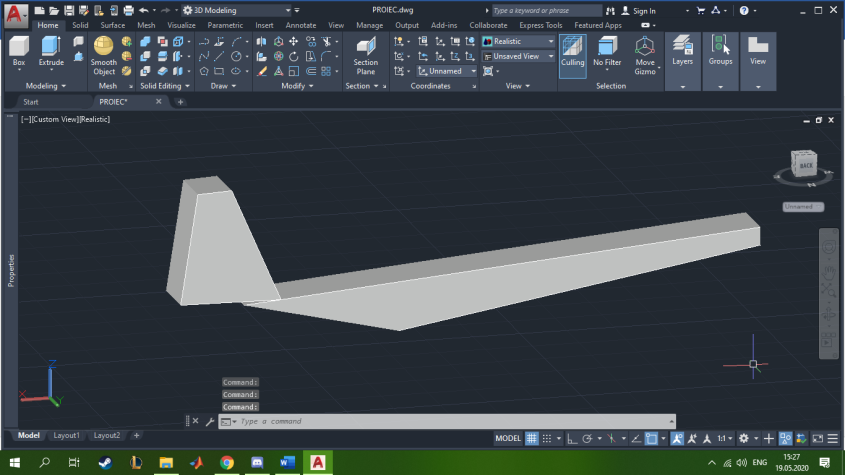 3D Modeling
PROIEC.dwg
Type a keyword or phrase
Sign In
Home Solid Surface Mesh Visualize Parametric Insert Annotate View Manage Output Add-ins Collaborate Express Tools Featured Apps
Box
Extrude
Smooth
Object
Section
Plane
Realistic
Unsaved View
Unnamed
Culling
No Filter
Move
Gizmo
Layers
Groups
View
Modeling
Mesh
Solid Editing
Draw
Modify
Section
Coordinates
View
Selection
Start
PROIEC*
[−][Custom View][Realistic]
BACK
Unnamed
Properties
Z
X
Y
Command:
Command:
Command:
Type a command
Model Layout1 Layout2
MODEL
1:1
ENG
15:27
19.05.2020